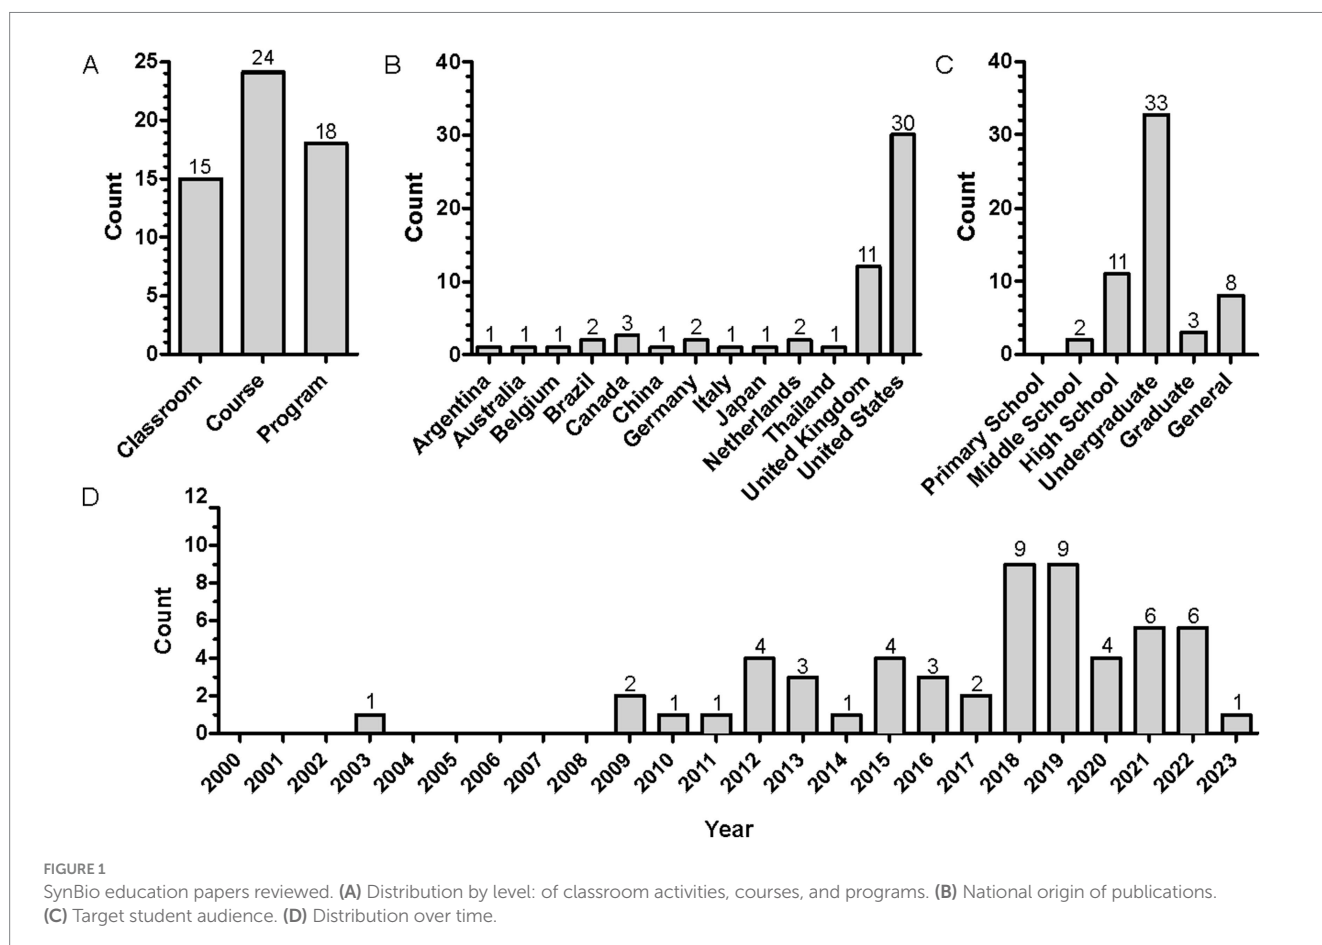 A
Count
25
20
15
10
5
0
15
24
18
Classroom
Course
Program
B
Count
40
30
20
10
0
1
1
1
2
3
1
2
1
1
2
1
11
30
Argentina
Australia
Belgium
Brazil
Canada
China
Germany
Italy
Japan
Netherlands
Thailand
United Kingdom
United States
C
Count
40
30
20
10
0
2
11
33
3
8
Primary School
Middle School
High School
Undergraduate
Graduate
General
D
Count
12
10
8
6
4
2
0
1
2
1
1
4
3
1
4
3
2
9
9
4
6
6
1
2000
2001
2002
2003
2004
2005
2006
2007
2008
2009
2010
2011
2012
2013
2014
2015
2016
2017
2018
2019
2020
2021
2022
2023
Year
FIGURE 1
SynBio education papers reviewed. (A) Distribution by level: of classroom activities, courses, and programs. (B) National origin of publications.
(C) Target student audience. (D) Distribution over time.